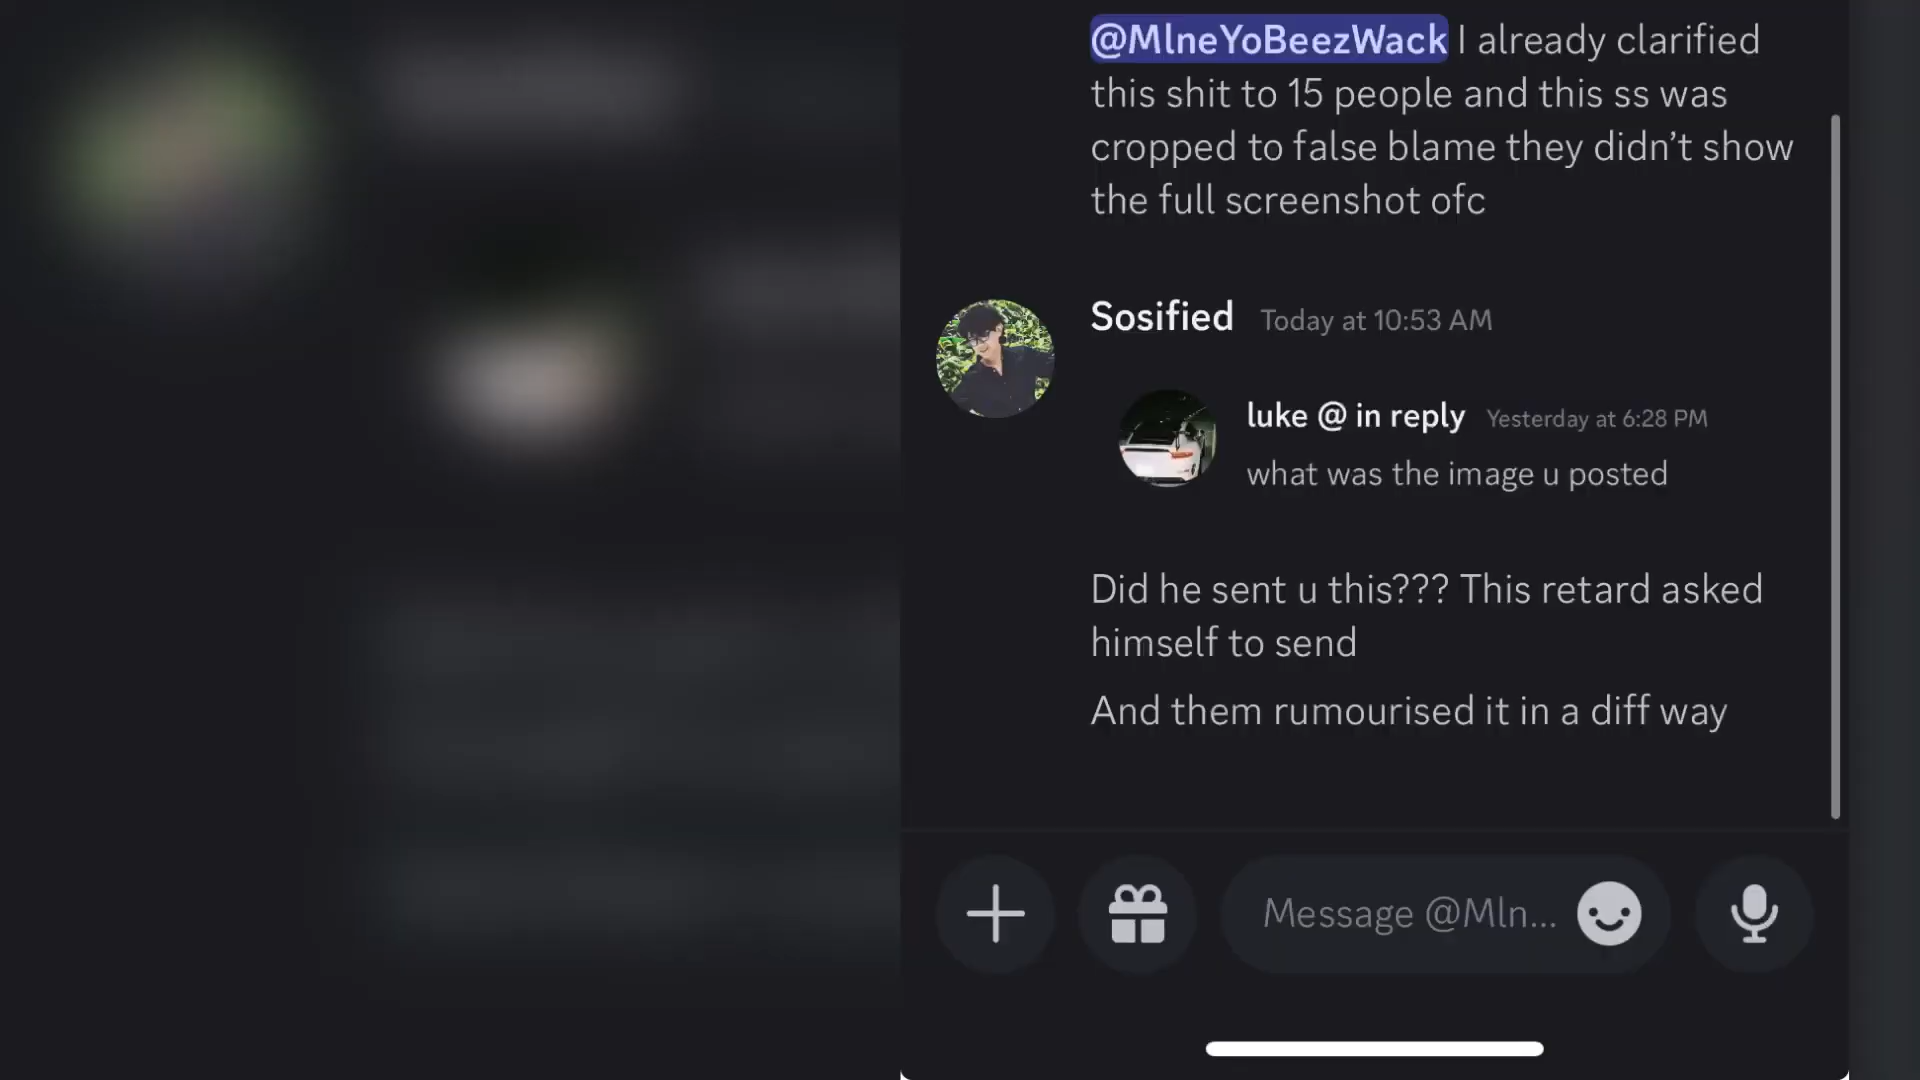 @MlneYoBeezWack I already clarified
this shit to 15 people and this ss was
cropped to false blame they didn’t show
the full screenshot ofc
Sosified Today at 10:53 AM
luke @ in reply Yesterday at 6:28 PM
what was the image u posted
Did he sent u this??? This retard asked
himself to send
And them rumourised it in a diff way
Message @Mln...